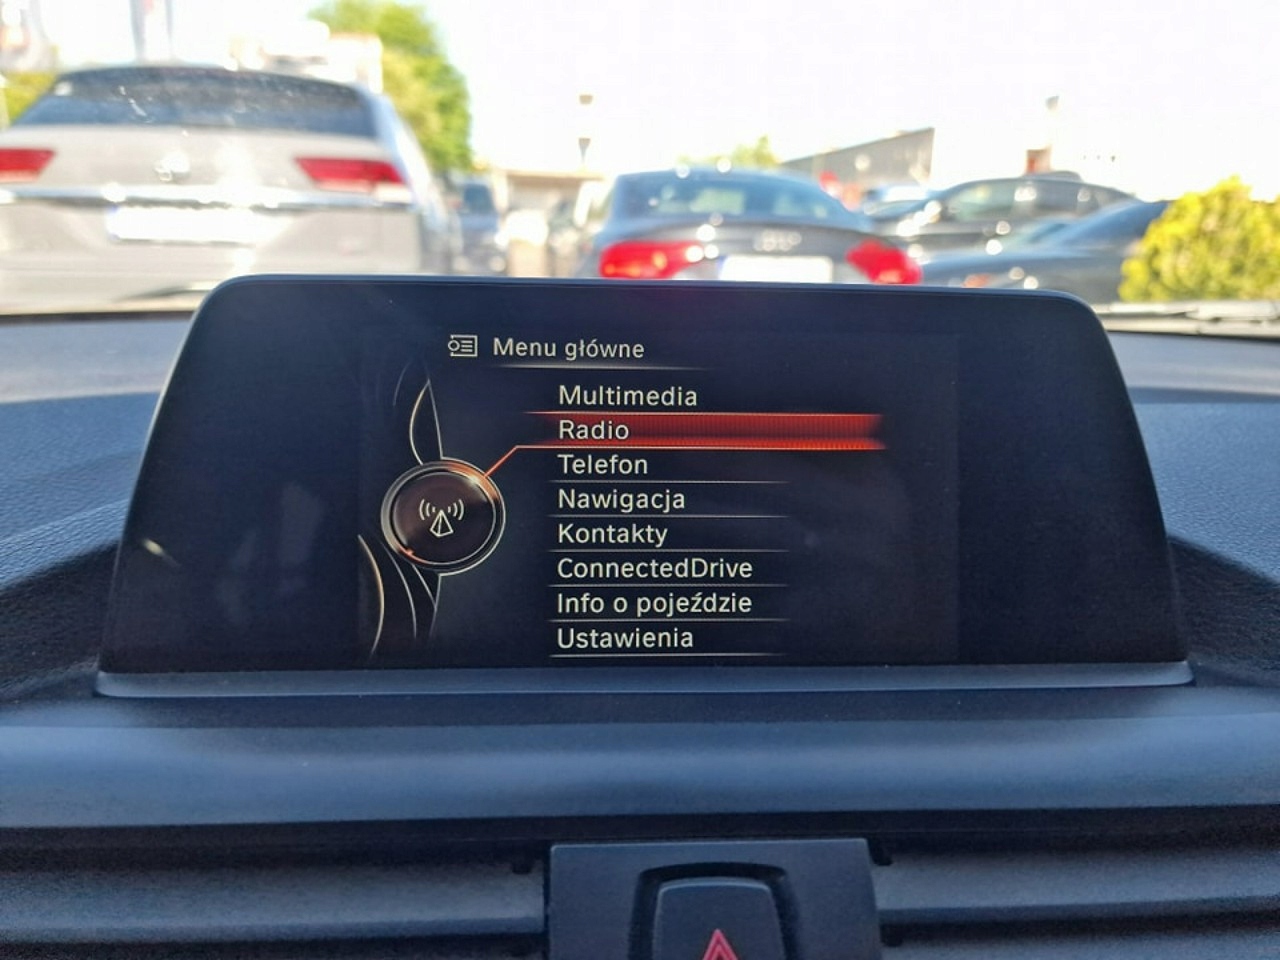 Menu główne
Multimedia
Radio
Telefon
Nawigacja
Kontakty
ConnectedDrive
Info o pojeździe
Ustawienia